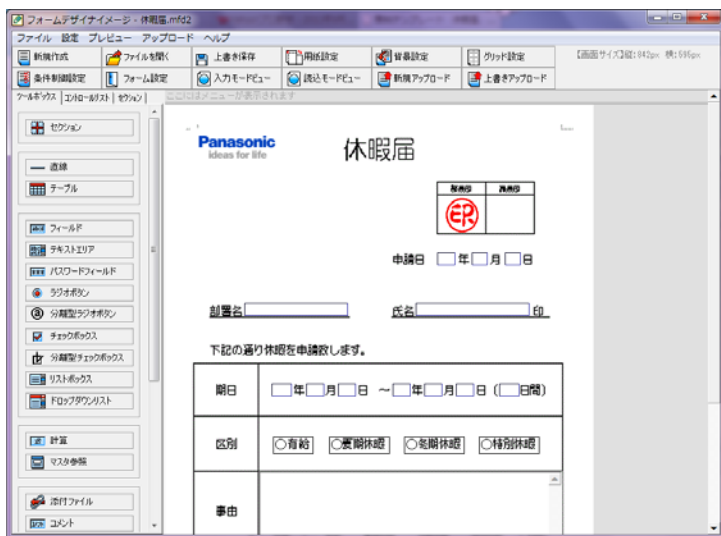 フォームデザイナイメージ - 休暇届.mfd2
ファイル 設定 プレビュー アップロード ヘルプ
新規作成 ファイルを開く 上書き保存 用紙設定 背景設定 グリッド設定 【画面サイズ】縦:842px 横:595px
条件制御設定 フォーム設定 入力モードビュー 読込モードビュー 新規アップロード 上書きアップロード
ツールボックス コントロールリスト セクション ここにはメニューが表示されます
セクション
直線
テーブル
フィールド
テキストエリア
パスワードフィールド
ラジオボタン
分離型ラジオボタン
チェックボックス
分離型チェックボックス
リストボックス
ドロップダウンリスト
計算
マスタ参照
添付ファイル
コメント
Panasonic
ideas for life
休暇届
印
申請日 年 月 日
部署名 氏名 印
下記の通り休暇を申請致します。
期日 年 月 日 ~ 年 月 日 ( 日間)
区別 ○有給 ○夏期休暇 ○冬期休暇 ○特別休暇
事由